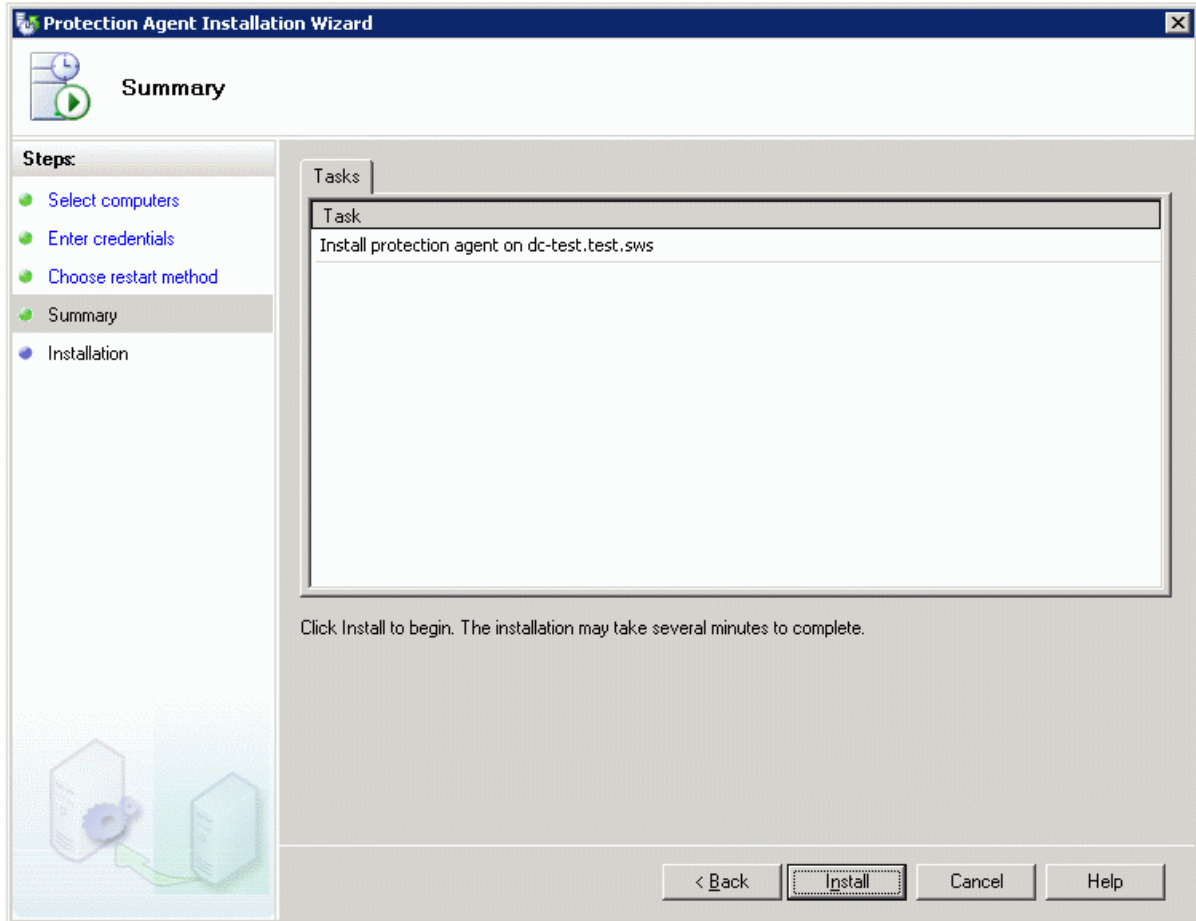 Protection Agent Installation Wizard
Summary
Steps:
Select computers
Enter credentials
Choose restart method
Summary
Installation
Tasks
Task
Install protection agent on dc-test.test.sws
Click Install to begin. The installation may take several minutes to complete.
< Back Install Cancel Help